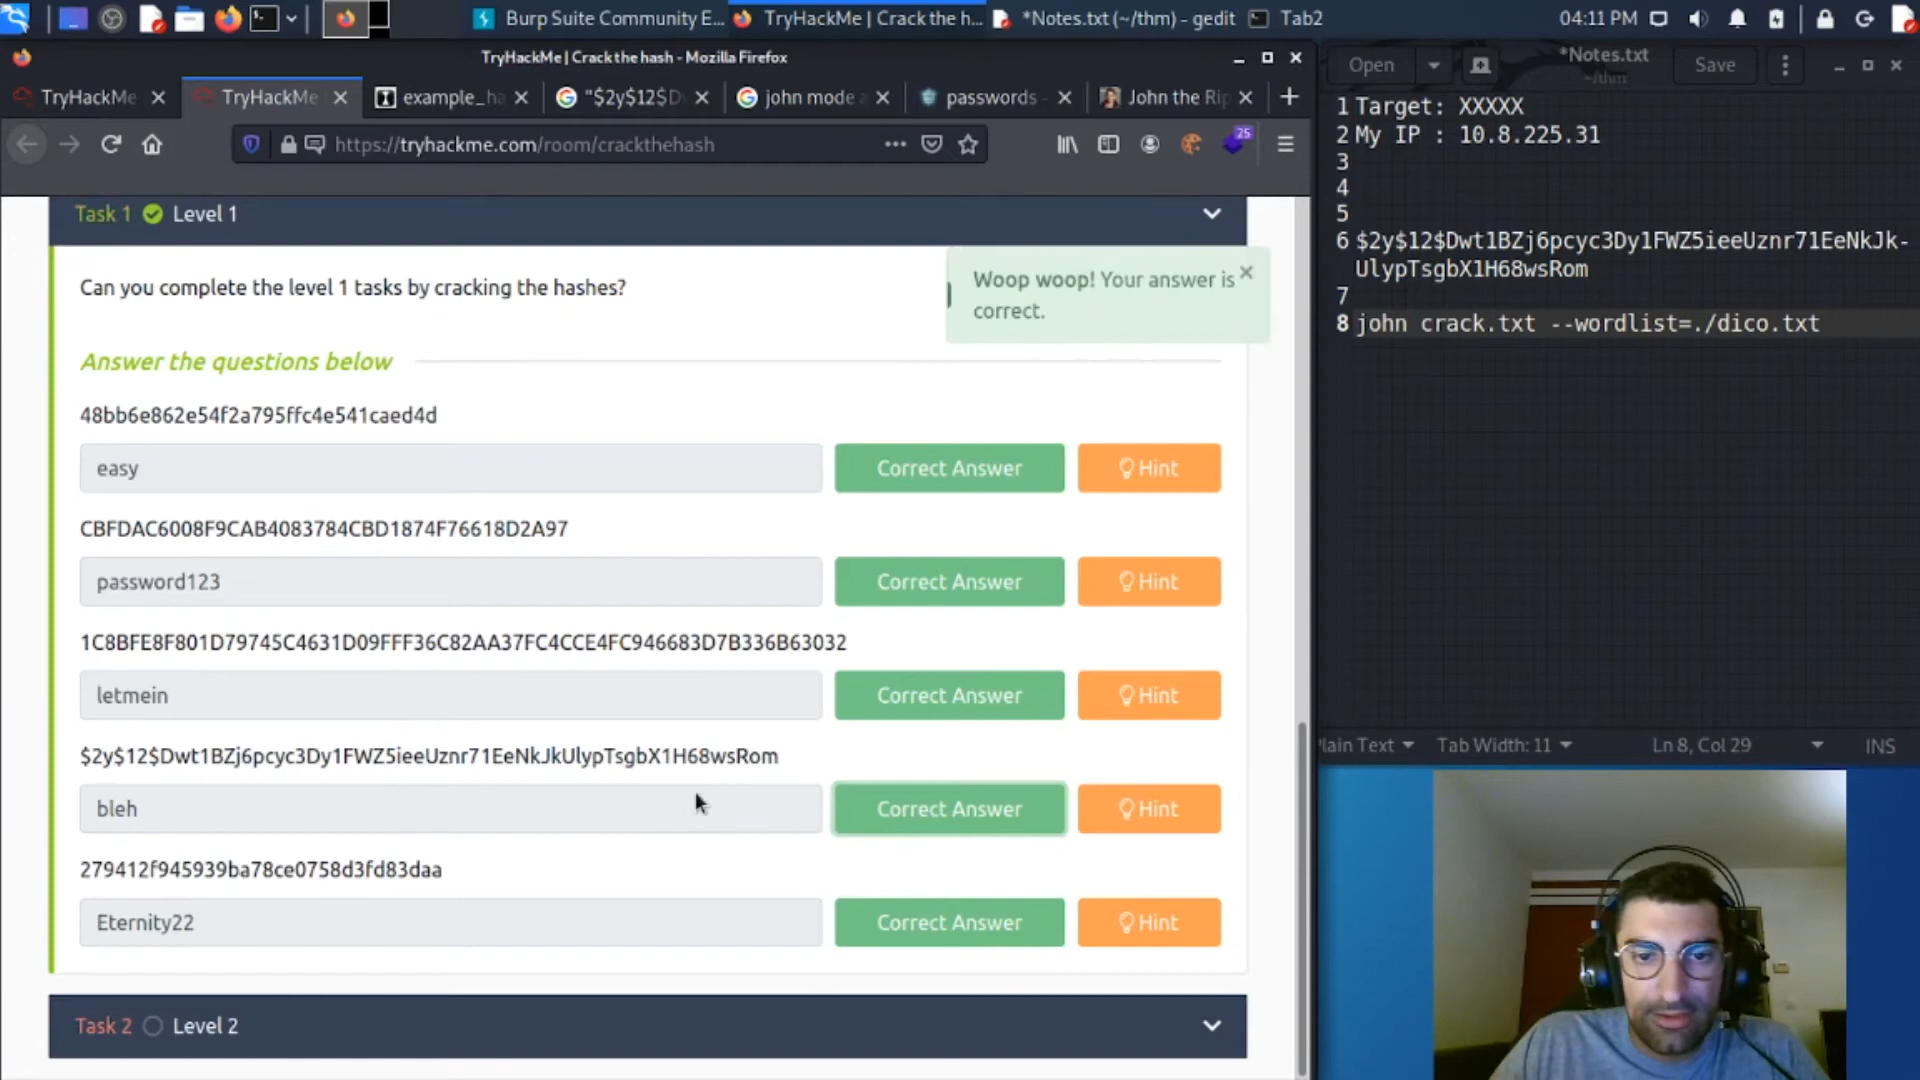 Burp Suite Community E...
TryHackMe | Crack the h...
*Notes.txt (~/thm) - gedit
Tab2
04:11 PM
TryHackMe | Crack the hash - Mozilla Firefox
TryHackMe
TryHackMe
example_ha
"$2y$12$D
john mode a
passwords -
John the Rip
https://tryhackme.com/room/crackthehash
25
Task 1 Level 1
Can you complete the level 1 tasks by cracking the hashes?
Woop woop! Your answer is
correct.
Answer the questions below
48bb6e862e54f2a795ffc4e541caed4d
easy
Correct Answer
Hint
CBFDAC6008F9CAB4083784CBD1874F76618D2A97
password123
Correct Answer
Hint
1C8BFE8F801D79745C4631D09FFF36C82AA37FC4CCE4FC946683D7B336B63032
letmein
Correct Answer
Hint
$2y$12$Dwt1BZj6pcyc3Dy1FWZ5ieeUznr71EeNkJkUlypTsgbX1H68wsRom
bleh
Correct Answer
Hint
279412f945939ba78ce0758d3fd83daa
Eternity22
Correct Answer
Hint
Task 2 Level 2
Open
*Notes.txt
~/thm
Save
1 Target: XXXXX
2 My IP : 10.8.225.31
3
4
5
6 $2y$12$Dwt1BZj6pcyc3Dy1FWZ5ieeUznr71EeNkJk-
UlypTsgbX1H68wsRom
7
8 john crack.txt --wordlist=./dico.txt
lain Text
Tab Width: 11
Ln 8, Col 29
INS